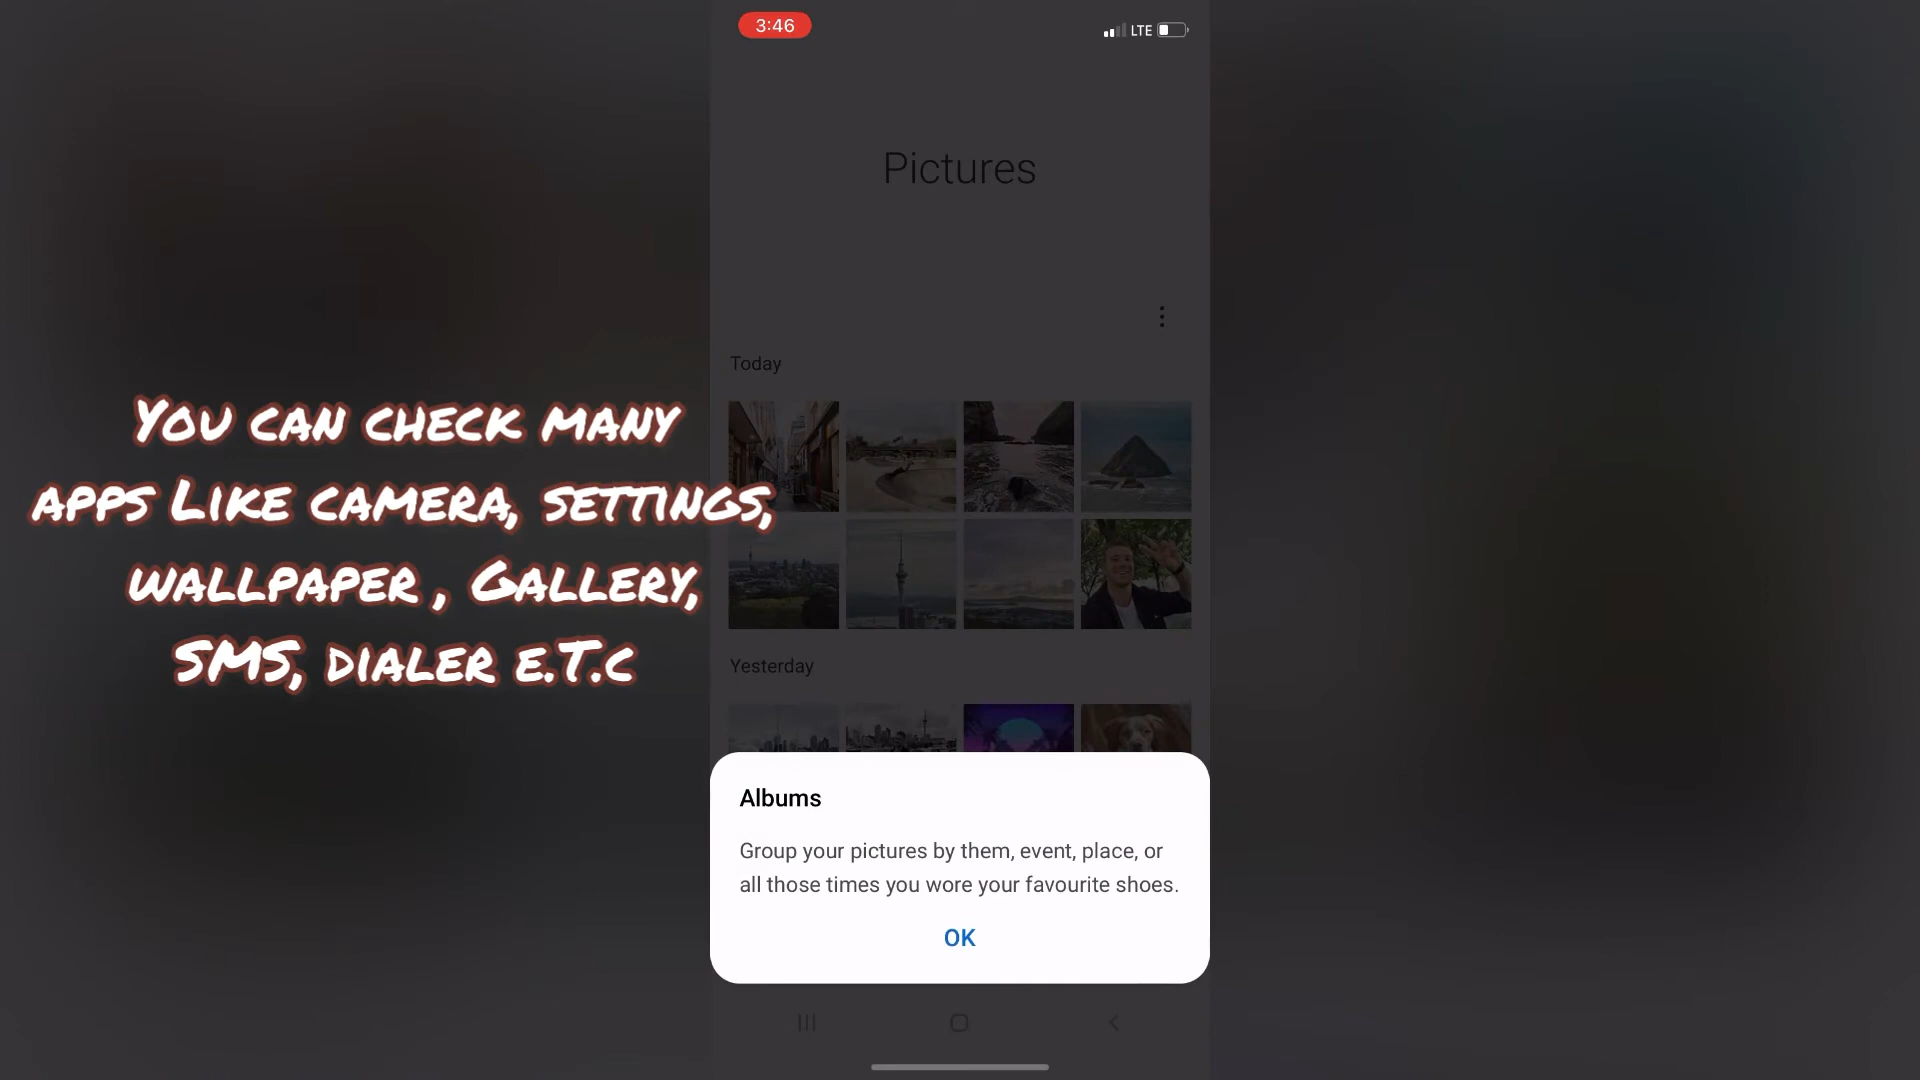 3:46
LTE
Pictures
Today
You can check many
apps Like camera, settings,
wallpaper , Gallery,
SMS, dialer e.T.c
Yesterday
Albums
Group your pictures by them, event, place, or
all those times you wore your favourite shoes.
OK